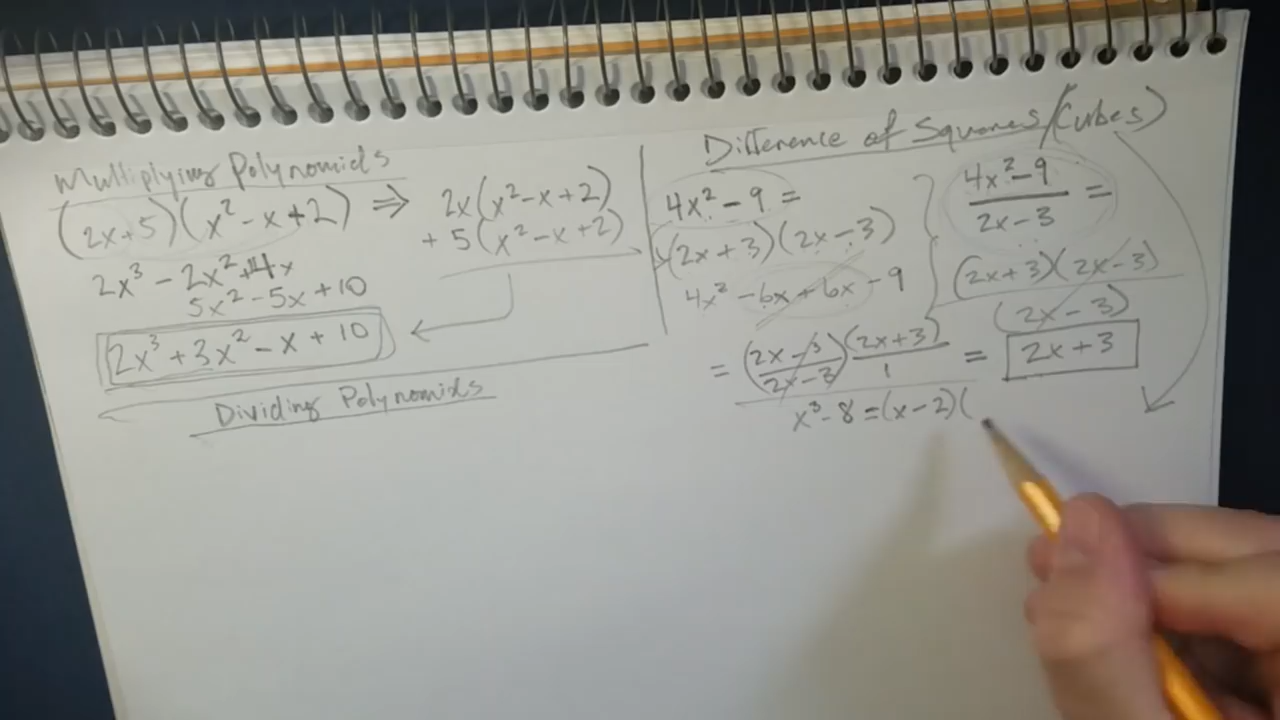 Multiplying Polynomials
(2x+5)(x²-x+2) ⇒ 2x(x²-x+2)
+ 5(x²-x+2)
2x³ - 2x² + 4x
5x² - 5x + 10
2x³ + 3x² - x + 10
Dividing Polynomials
Difference of Squares/(Cubes)
4x² - 9 =
(2x+3)(2x-3)
4x² - 6x + 6x - 9
4x²-9
2x-3 =
(2x+3)(2x-3)
(2x-3)
= (2x-3/2x-3)(2x+3)/1 = 2x+3
x³-8 = (x-2)(